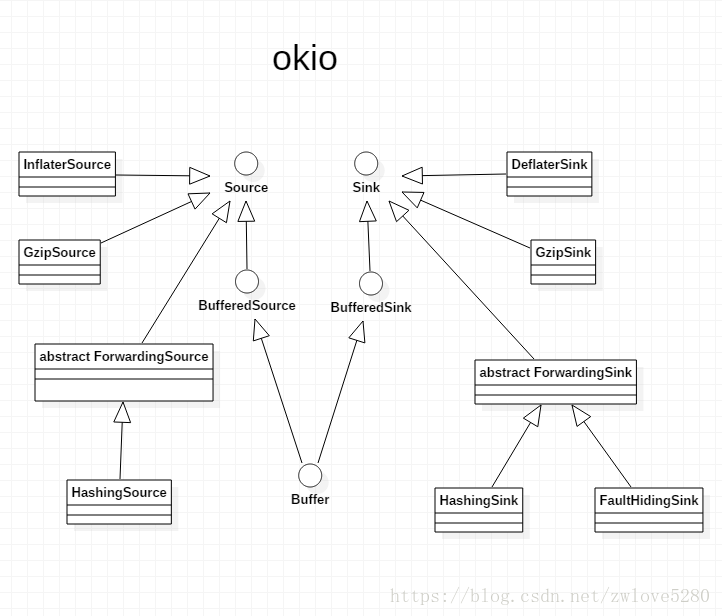 okio
InflaterSource
Source
Sink
DeflaterSink
GzipSource
GzipSink
BufferedSource
BufferedSink
abstract ForwardingSource
abstract ForwardingSink
HashingSource
Buffer
HashingSink
FaultHidingSink
https://blog.csdn.net/zwlove5280